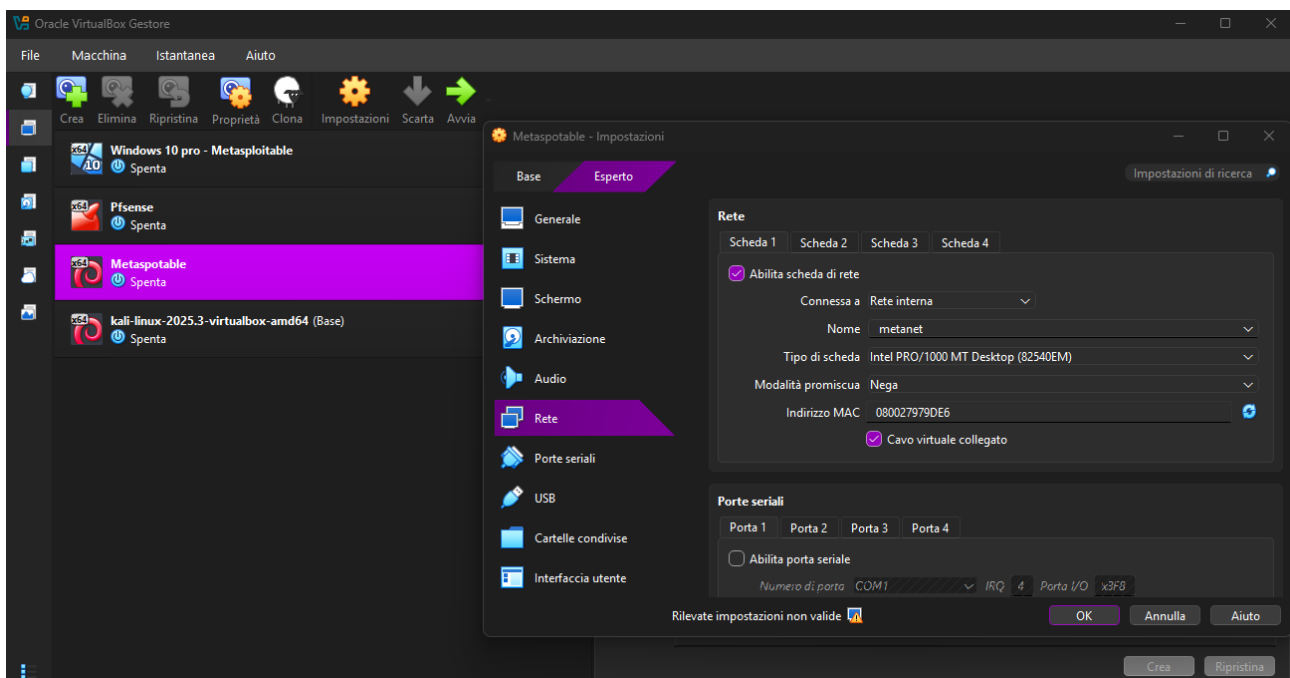 Oracle VirtualBox Gestore
File Macchina Istantanea Aiuto
Crea Elimina Ripristina Proprietà Clona Impostazioni Scarta Avvia
Windows 10 pro - Metasploitable
Spenta
Pfsense
Spenta
Metaspotable
Spenta
kali-linux-2025.3-virtualbox-amd64 (Base)
Spenta
Metaspotable - Impostazioni
Base Esperto
Impostazioni di ricerca
Generale
Sistema
Schermo
Archiviazione
Audio
Rete
Porte seriali
USB
Cartelle condivise
Interfaccia utente
Rete
Scheda 1 Scheda 2 Scheda 3 Scheda 4
Abilita scheda di rete
Connessa a Rete interna
Nome metanet
Tipo di scheda Intel PRO/1000 MT Desktop (82540EM)
Modalità promiscua Nega
Indirizzo MAC 080027979DE6
Cavo virtuale collegato
Porte seriali
Porta 1 Porta 2 Porta 3 Porta 4
Abilita porta seriale
Numero di porta COM1 IRQ 4 Porta I/O x3F8
Rilevate impostazioni non valide OK Annulla Aiuto
Crea Ripristina